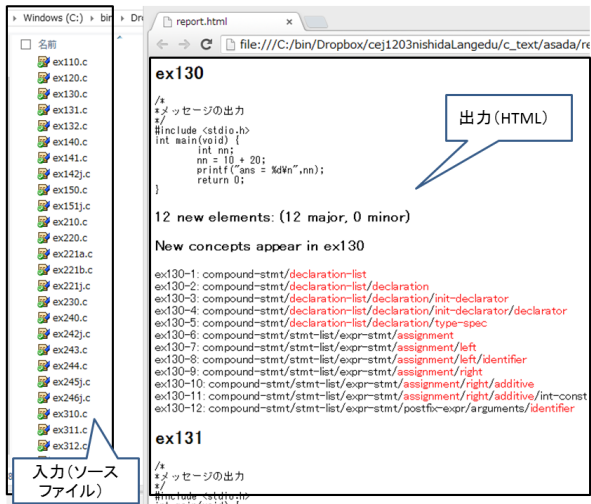 Windows (C:) ▸ bin ▸ Dro
名前
ex110.c
ex120.c
ex130.c
ex131.c
ex132.c
ex140.c
ex141.c
ex142j.c
ex150.c
ex151j.c
ex210.c
ex220.c
ex221a.c
ex221b.c
ex221j.c
ex230.c
ex240.c
ex242j.c
ex243.c
ex244.c
ex245j.c
ex246j.c
ex310.c
ex311.c
ex312.c
入力(ソース
ファイル)
report.html
file:///C:/bin/Dropbox/cej1203nishidaLangedu/c_text/asada/re
ex130
/*
*メッセージの出力
*/
#include <stdio.h>
int main(void) {
int nn;
nn = 10 + 20;
printf("ans = %d¥n",nn);
return 0;
}
出力(HTML)
12 new elements: (12 major, 0 minor)
New concepts appear in ex130
ex130-1: compound-stmt/declaration-list
ex130-2: compound-stmt/declaration-list/declaration
ex130-3: compound-stmt/declaration-list/declaration/init-declarator
ex130-4: compound-stmt/declaration-list/declaration/init-declarator/declarator
ex130-5: compound-stmt/declaration-list/declaration/type-spec
ex130-6: compound-stmt/stmt-list/expr-stmt/assignment
ex130-7: compound-stmt/stmt-list/expr-stmt/assignment/left
ex130-8: compound-stmt/stmt-list/expr-stmt/assignment/left/identifier
ex130-9: compound-stmt/stmt-list/expr-stmt/assignment/right
ex130-10: compound-stmt/stmt-list/expr-stmt/assignment/right/additive
ex130-11: compound-stmt/stmt-list/expr-stmt/assignment/right/additive/int-const
ex130-12: compound-stmt/stmt-list/expr-stmt/postfix-expr/arguments/identifier
ex131
/*
*メッセージの出力
*/
#include <stdio.h>